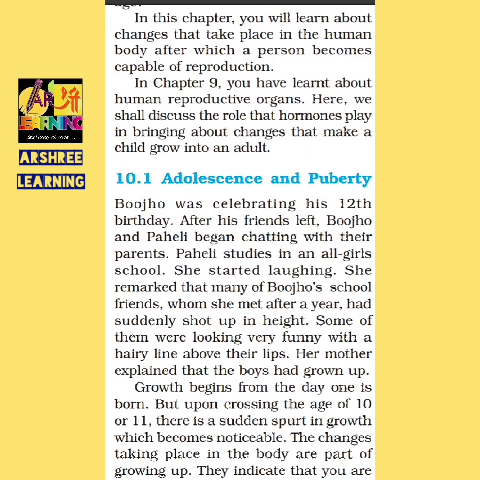 In this chapter, you will learn about
changes that take place in the human
body after which a person becomes
capable of reproduction.
In Chapter 9, you have learnt about
human reproductive organs. Here, we
shall discuss the role that hormones play
in bringing about changes that make a
child grow into an adult.
ARSHREE
LEARNING
10.1 Adolescence and Puberty
Boojho was celebrating his 12th
birthday. After his friends left, Boojho
and Paheli began chatting with their
parents. Paheli studies in an all-girls
school. She started laughing. She
remarked that many of Boojho's school
friends, whom she met after a year, had
suddenly shot up in height. Some of
them were looking very funny with a
hairy line above their lips. Her mother
explained that the boys had grown up.
Growth begins from the day one is
born. But upon crossing the age of 10
or 11, there is a sudden spurt in growth
which becomes noticeable. The changes
taking place in the body are part of
growing up. They indicate that you are